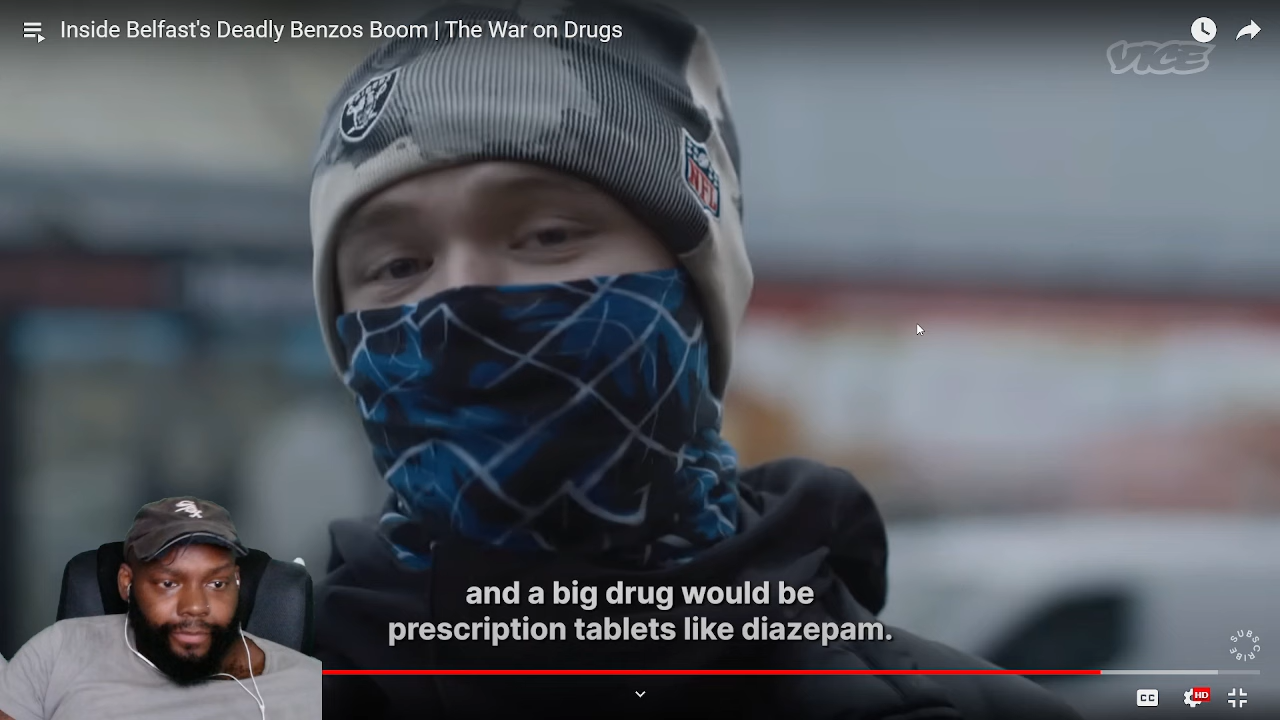 Inside Belfast's Deadly Benzos Boom | The War on Drugs
VICE
NFL
and a big drug would be
prescription tablets like diazepam.
SUBSCRIBE
CC
HD